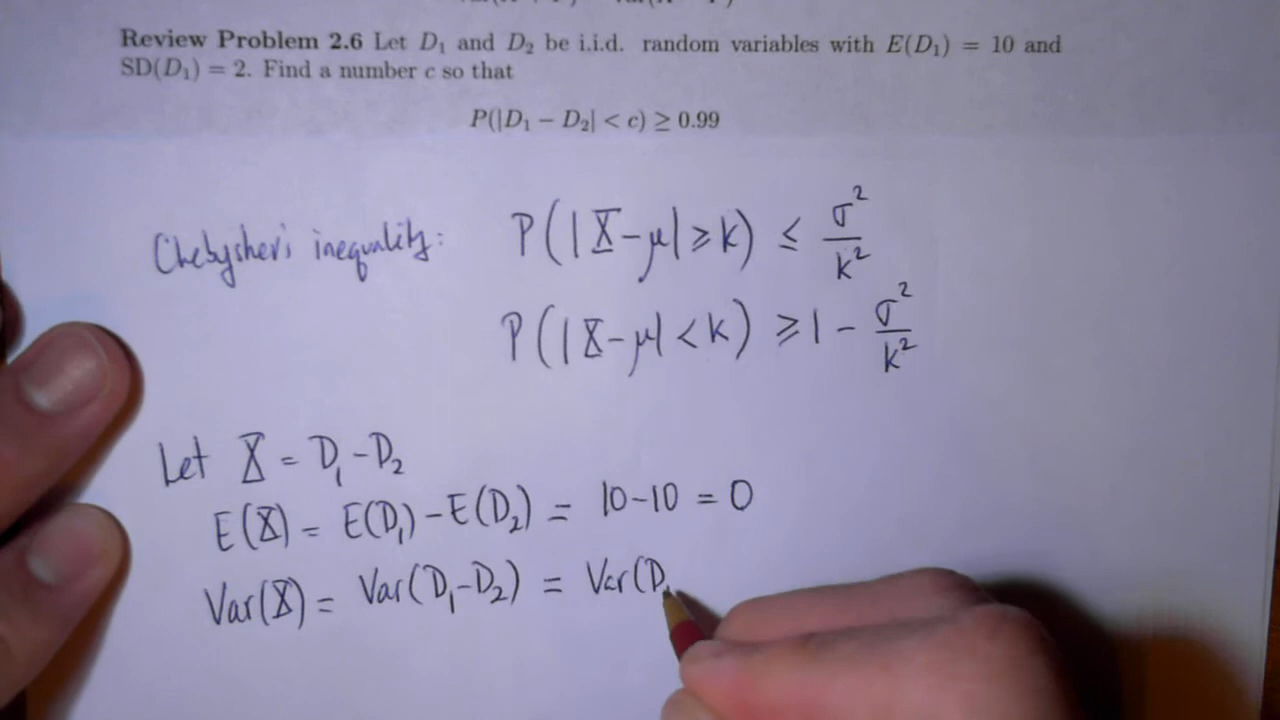 Review Problem 2.6 Let D₁ and D₂ be i.i.d. random variables with E(D₁) = 10 and
SD(D₁) = 2. Find a number c so that
P(|D₁ − D₂| < c) ≥ 0.99
Chebyshev's inequality: P(|X−μ| ≥ k) ≤ σ²/k²
P(|X−μ| < k) ≥ 1 − σ²/k²
Let X = D₁ − D₂
E(X) = E(D₁) − E(D₂) = 10−10 = 0
Var(X) = Var(D₁−D₂) = Var(D₁